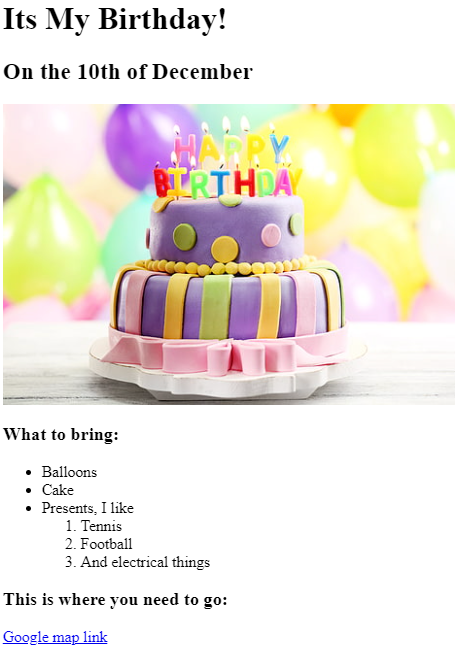 Its My Birthday!
On the 10th of December
HAPPY
BIRTHDAY
What to bring:
Balloons
Cake
Presents, I like
1. Tennis
2. Football
3. And electrical things
This is where you need to go:
Google map link